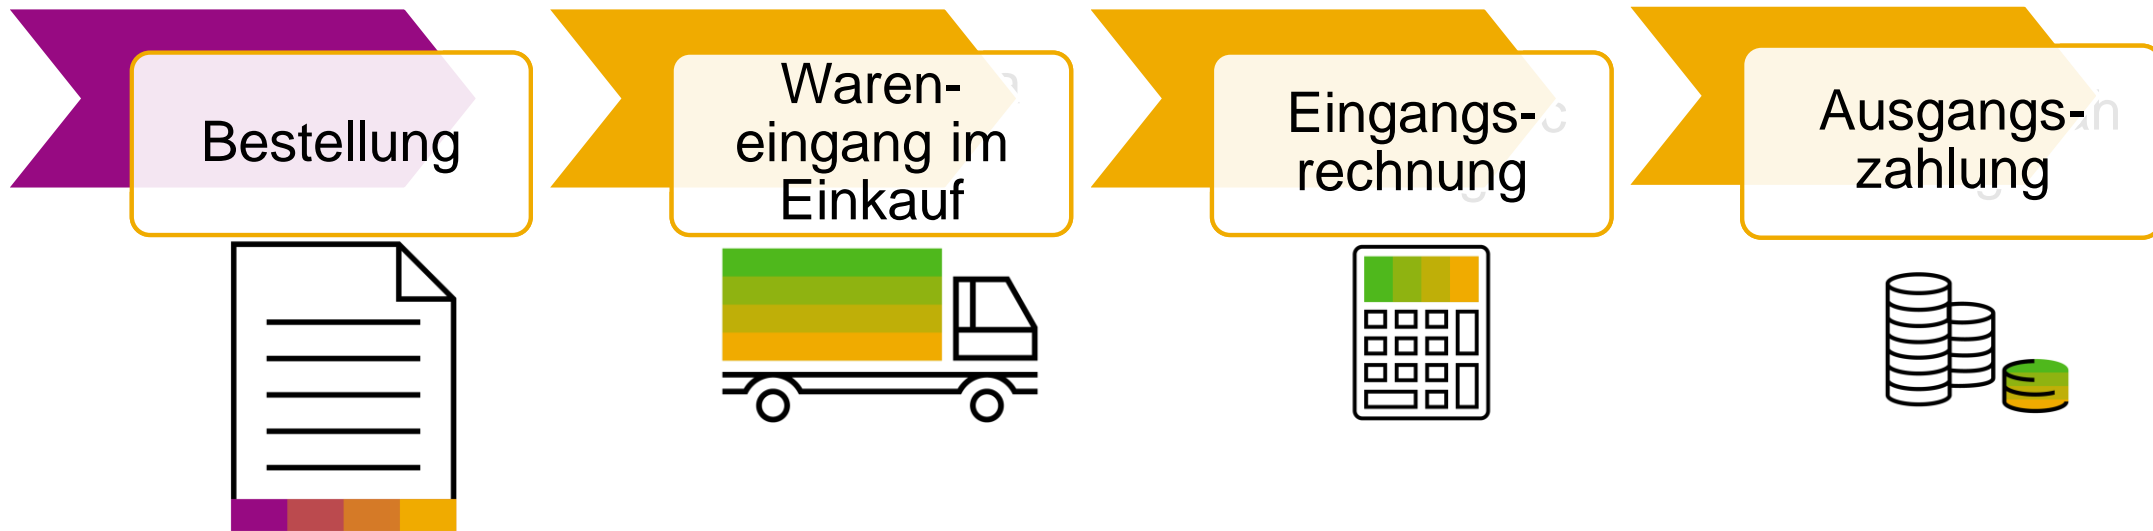 Bestellung
Waren-
eingang im
Einkauf
Eingangs-
rechnung
Ausgangs-
zahlung